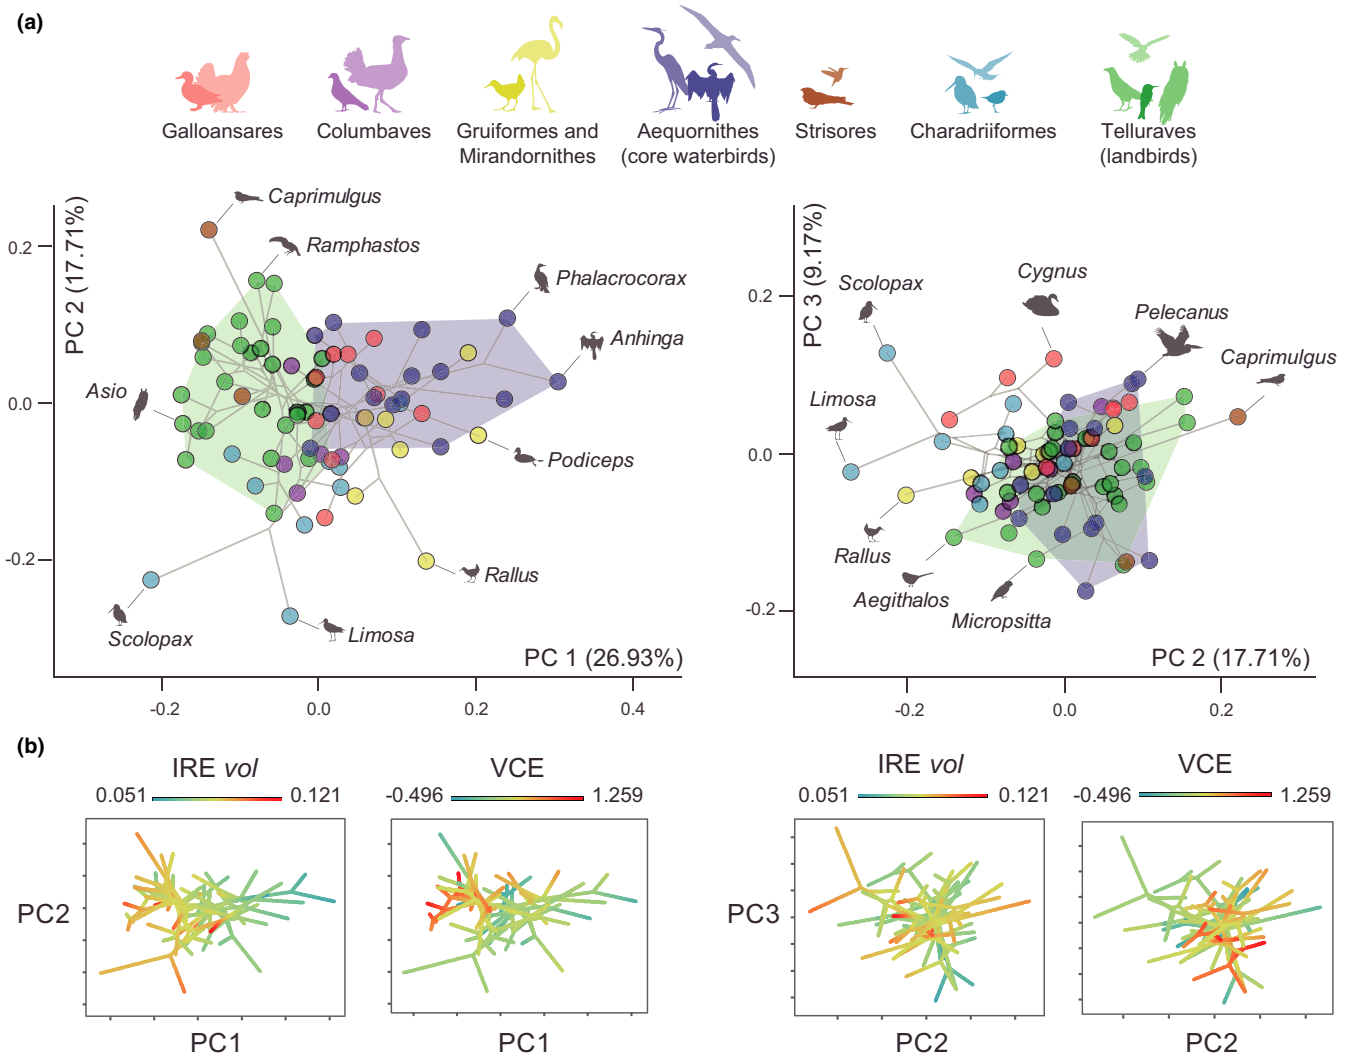 (a)
Galloansares
Columbaves
Gruiformes and
Mirandornithes
Aequornithes
(core waterbirds)
Strisores
Charadriiformes
Telluraves
(landbirds)
PC 2 (17.71%)
0.2
0.0
-0.2
Caprimulgus
Ramphastos
Phalacrocorax
Anhinga
Asio
Podiceps
Rallus
Scolopax
Limosa
PC 1 (26.93%)
-0.2
0.0
0.2
0.4
PC 3 (9.17%)
0.2
0.0
-0.2
Scolopax
Cygnus
Pelecanus
Caprimulgus
Limosa
Rallus
Aegithalos
Micropsitta
PC 2 (17.71%)
-0.2
0.0
0.2
(b)
IRE vol
0.051
0.121
VCE
-0.496
1.259
PC2
PC1
PC1
IRE vol
0.051
0.121
VCE
-0.496
1.259
PC3
PC2
PC2